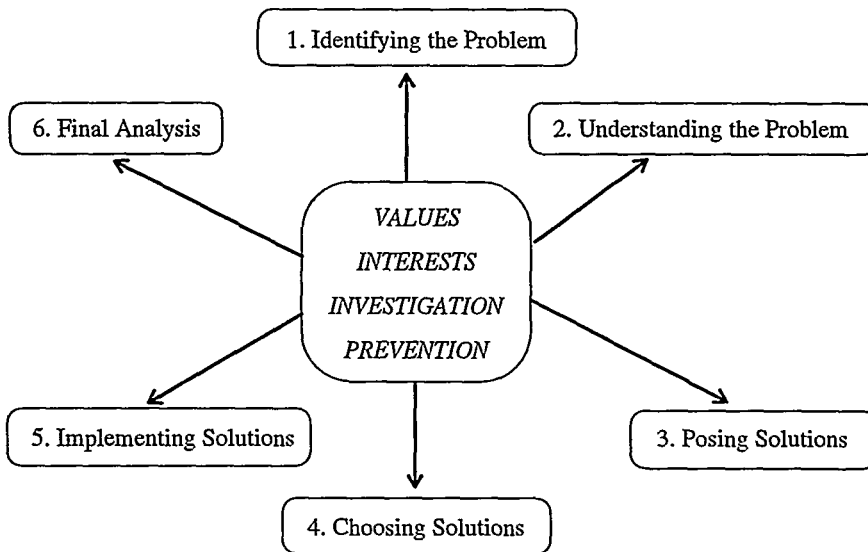 1. Identifying the Problem
2. Understanding the Problem
3. Posing Solutions
4. Choosing Solutions
5. Implementing Solutions
6. Final Analysis
VALUES
INTERESTS
INVESTIGATION
PREVENTION